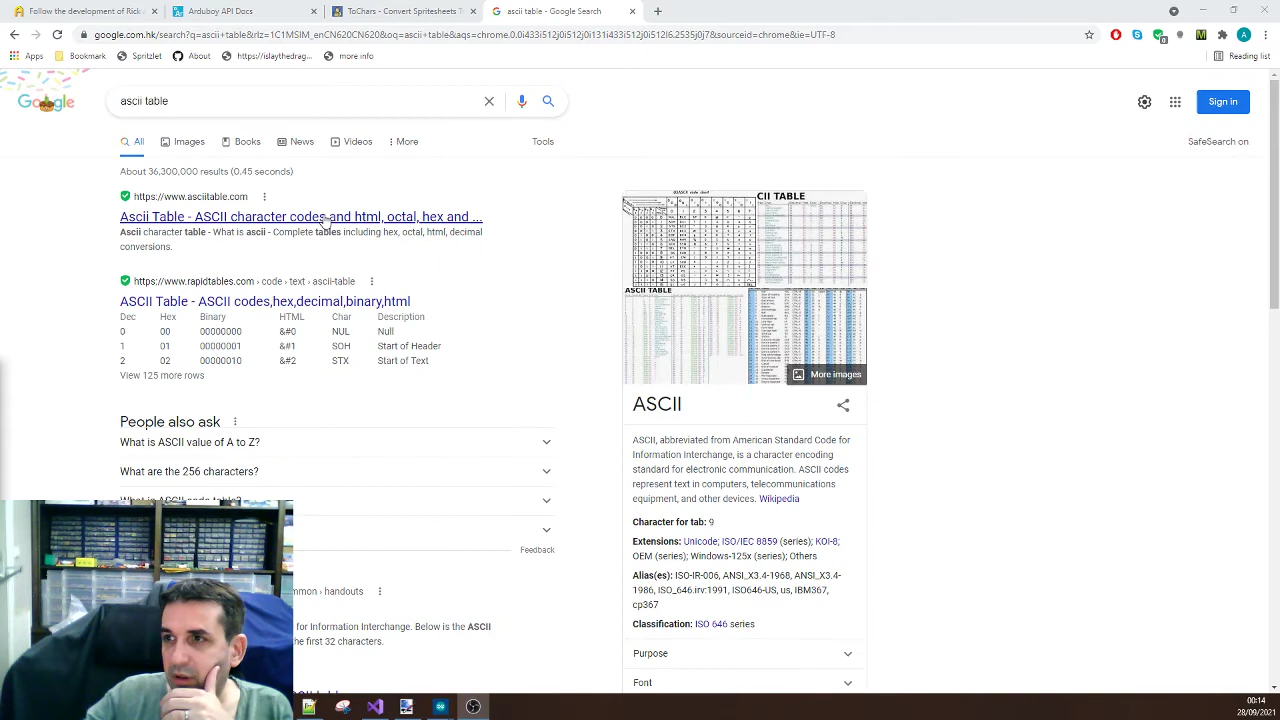 Follow the development of Rick
Arduboy API Docs
ToChars - Convert Spritesheets T
ascii table - Google Search
google.com.hk/search?q=ascii+table&rlz=1C1MSIM_enCN620CN620&oq=ascii+table&aqs=chrome.0.0i433i512j0i512j0i131i433i512j0i512l6.2535j0j7&sourceid=chrome&ie=UTF-8
Apps
Bookmark
Spritzlet
About
https://idlaythedrag...
more info
Reading list
Google
ascii table
Sign in
All
Images
Books
News
Videos
More
Tools
SafeSearch on
About 36,300,000 results (0.45 seconds)
https://www.asciitable.com
Ascii Table - ASCII character codes and html, octal, hex and ...
Ascii character table - What is ascii - Complete tables including hex, octal, html, decimal
conversions.
https://www.rapidtables.com › code › text › ascii-table
ASCII Table - ASCII codes,hex,decimal,binary,html
Dec Hex Binary HTML Char Description
0 00 00000000 &#0 NUL Null
1 01 00000001 &#1 SOH Start of Header
2 02 00000010 &#2 STX Start of Text
View 125 more rows
People also ask
What is ASCII value of A to Z?
What are the 256 characters?
What is ASCII code table?
Feedback
mmon › handouts
for Information Interchange. Below is the ASCII
the first 32 characters.
CII TABLE
ASCII TABLE
More images
ASCII
ASCII, abbreviated from American Standard Code for
Information Interchange, is a character encoding
standard for electronic communication. ASCII codes
represent text in computers, telecommunications
equipment, and other devices. Wikipedia
Character for tab: 9
Extensions: Unicode; ISO/IEC 8859 (series); KOI-8;
OEM (series); Windows-125x (series); Others
Alias(es): ISO-IR-006, ANSI_X3.4-1968, ANSI_X3.4-
1986, ISO_646.irv:1991, ISO646-US, us, IBM367,
cp367
Classification: ISO 646 series
Purpose
Font
00:14
28/09/2021